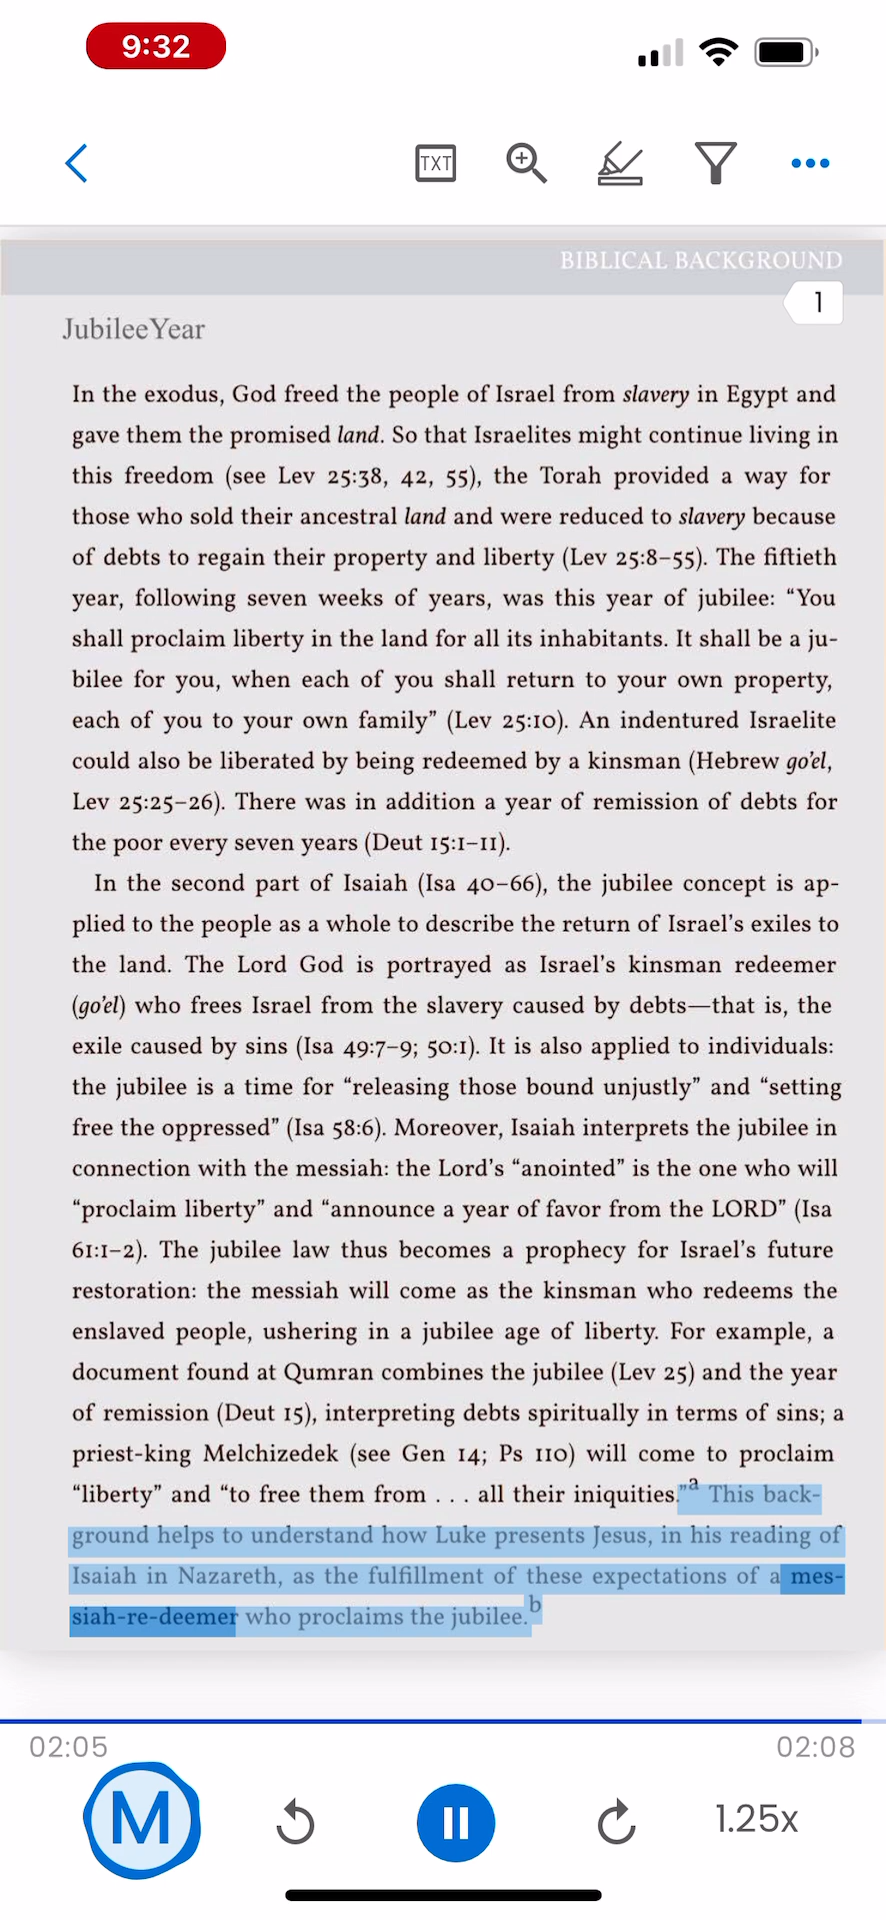 9:32
TXT
BIBLICAL BACKGROUND
1
JubileeYear
In the exodus, God freed the people of Israel from slavery in Egypt and
gave them the promised land. So that Israelites might continue living in
this freedom (see Lev 25:38, 42, 55), the Torah provided a way for
those who sold their ancestral land and were reduced to slavery because
of debts to regain their property and liberty (Lev 25:8–55). The fiftieth
year, following seven weeks of years, was this year of jubilee: “You
shall proclaim liberty in the land for all its inhabitants. It shall be a ju-
bilee for you, when each of you shall return to your own property,
each of you to your own family” (Lev 25:10). An indentured Israelite
could also be liberated by being redeemed by a kinsman (Hebrew go’el,
Lev 25:25–26). There was in addition a year of remission of debts for
the poor every seven years (Deut 15:1–11).
In the second part of Isaiah (Isa 40–66), the jubilee concept is ap-
plied to the people as a whole to describe the return of Israel’s exiles to
the land. The Lord God is portrayed as Israel’s kinsman redeemer
(go’el) who frees Israel from the slavery caused by debts—that is, the
exile caused by sins (Isa 49:7–9; 50:1). It is also applied to individuals:
the jubilee is a time for “releasing those bound unjustly” and “setting
free the oppressed” (Isa 58:6). Moreover, Isaiah interprets the jubilee in
connection with the messiah: the Lord’s “anointed” is the one who will
“proclaim liberty” and “announce a year of favor from the LORD” (Isa
61:1–2). The jubilee law thus becomes a prophecy for Israel’s future
restoration: the messiah will come as the kinsman who redeems the
enslaved people, ushering in a jubilee age of liberty. For example, a
document found at Qumran combines the jubilee (Lev 25) and the year
of remission (Deut 15), interpreting debts spiritually in terms of sins; a
priest-king Melchizedek (see Gen 14; Ps 110) will come to proclaim
“liberty” and “to free them from . . . all their iniquities.”a This back-
ground helps to understand how Luke presents Jesus, in his reading of
Isaiah in Nazareth, as the fulfillment of these expectations of a mes-
siah-re-deemer who proclaims the jubilee.b
02:05
02:08
M
1.25x